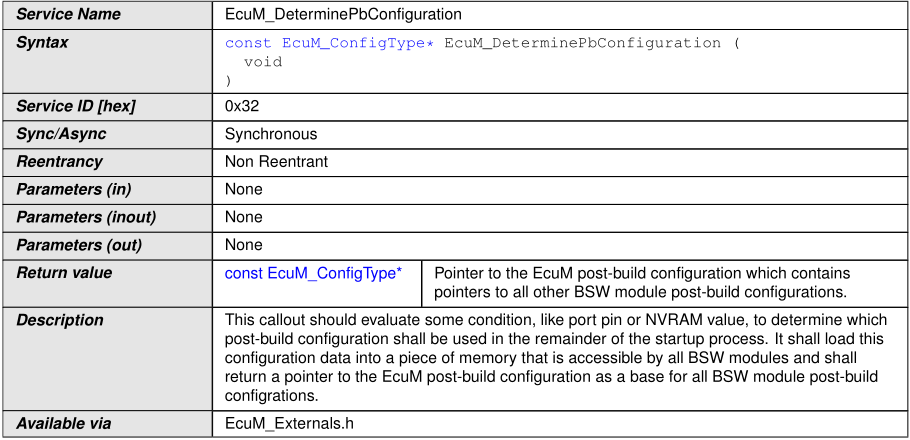 Service Name EcuM_DeterminePbConfiguration
Syntax const EcuM_ConfigType* EcuM_DeterminePbConfiguration (
void
)
Service ID [hex] 0x32
Sync/Async Synchronous
Reentrancy Non Reentrant
Parameters (in) None
Parameters (inout) None
Parameters (out) None
Return value const EcuM_ConfigType* Pointer to the EcuM post-build configuration which contains
pointers to all other BSW module post-build configurations.
Description This callout should evaluate some condition, like port pin or NVRAM value, to determine which
post-build configuration shall be used in the remainder of the startup process. It shall load this
configuration data into a piece of memory that is accessible by all BSW modules and shall
return a pointer to the EcuM post-build configuration as a base for all BSW module post-build
configrations.
Available via EcuM_Externals.h